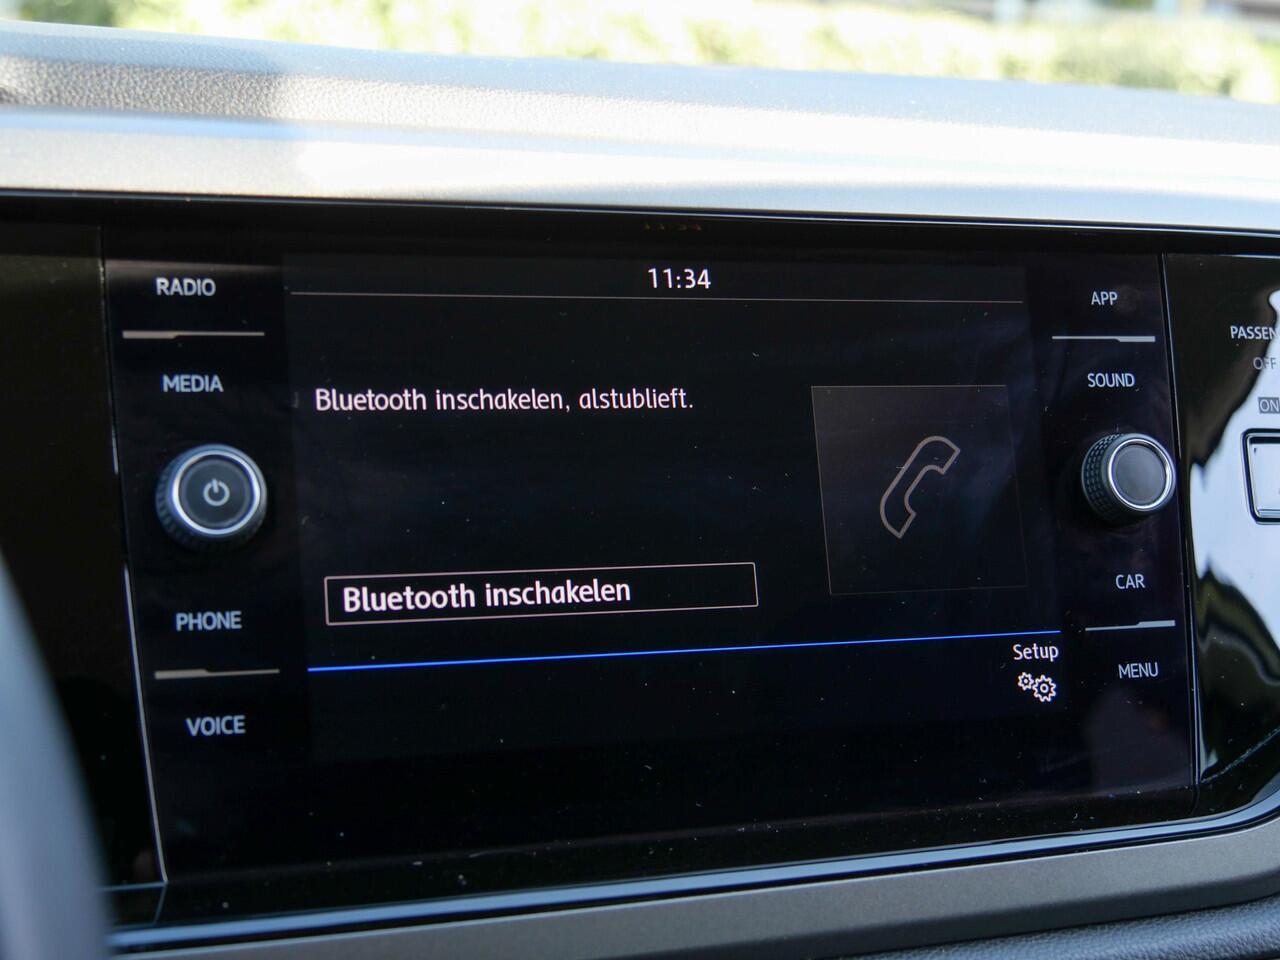 11:34
RADIO
MEDIA
PHONE
VOICE
Bluetooth inschakelen, alstublieft.
Bluetooth inschakelen
Setup
APP
SOUND
CAR
MENU
PASSEN
OFF
ON